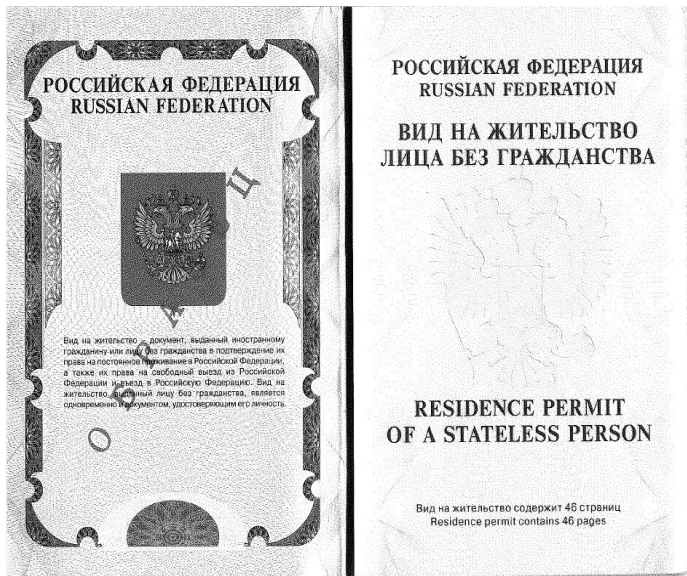 РОССИЙСКАЯ ФЕДЕРАЦИЯ
RUSSIAN FEDERATION
ОБРАЗЕЦ
Вид на жительство – документ, выданный иностранному
гражданину или лицу без гражданства в подтверждение их
права на постоянное проживание в Российской Федерации,
а также их права на свободный выезд из Российской
Федерации и въезд в Российскую Федерацию. Вид на
жительство, выданный лицу без гражданства, является
одновременно и документом, удостоверяющим его личность.
РОССИЙСКАЯ ФЕДЕРАЦИЯ
RUSSIAN FEDERATION
ВИД НА ЖИТЕЛЬСТВО
ЛИЦА БЕЗ ГРАЖДАНСТВА
RESIDENCE PERMIT
OF A STATELESS PERSON
Вид на жительство содержит 46 страниц
Residence permit contains 46 pages